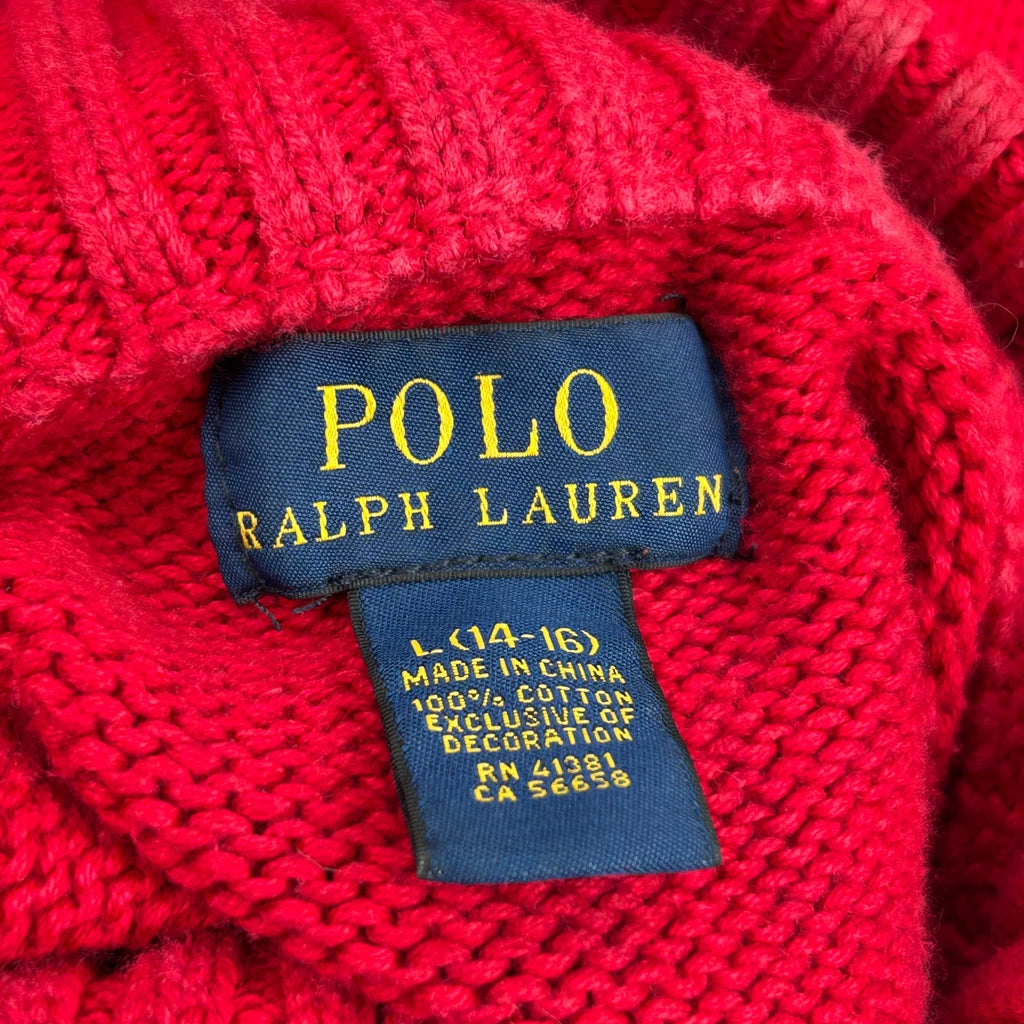 POLO
RALPH LAUREN
L (14-16)
MADE IN CHINA
100% COTTON
EXCLUSIVE OF
DECORATION
RN 41381
CA 56658